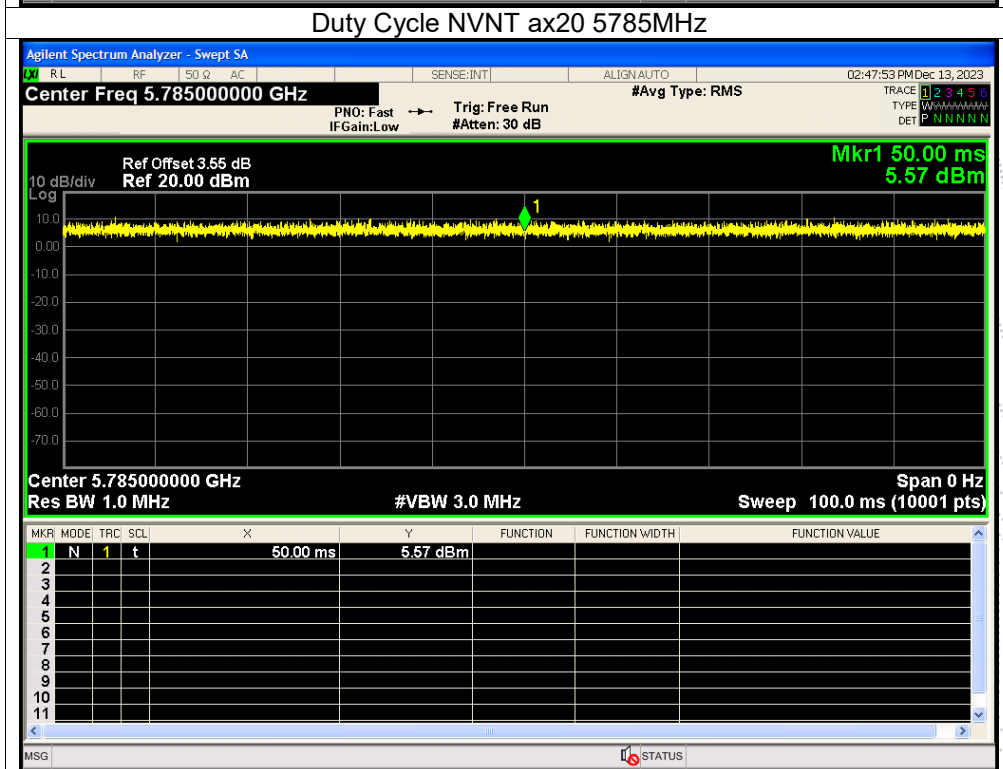 Duty Cycle NVNT ax20 5785MHz
Agilent Spectrum Analyzer - Swept SA
LXI RL RF 50 Ω AC SENSE:INT ALIGN AUTO 02:47:53 PM Dec 13, 2023
Center Freq 5.785000000 GHz #Avg Type: RMS TRACE 1 2 3 4 5 6
PNO: Fast Trig: Free Run TYPE WWWWWW
IFGain:Low #Atten: 30 dB DET P N N N N N
Mkr1 50.00 ms
Ref Offset 3.55 dB
10 dB/div Ref 20.00 dBm 5.57 dBm
Log
1
10.0
0.00
-10.0
-20.0
-30.0
-40.0
-50.0
-60.0
-70.0
Center 5.785000000 GHz Span 0 Hz
Res BW 1.0 MHz #VBW 3.0 MHz Sweep 100.0 ms (10001 pts)
MKR MODE TRC SCL X Y FUNCTION FUNCTION WIDTH FUNCTION VALUE
1 N 1 t 50.00 ms 5.57 dBm
2
3
4
5
6
7
8
9
10
11
MSG STATUS